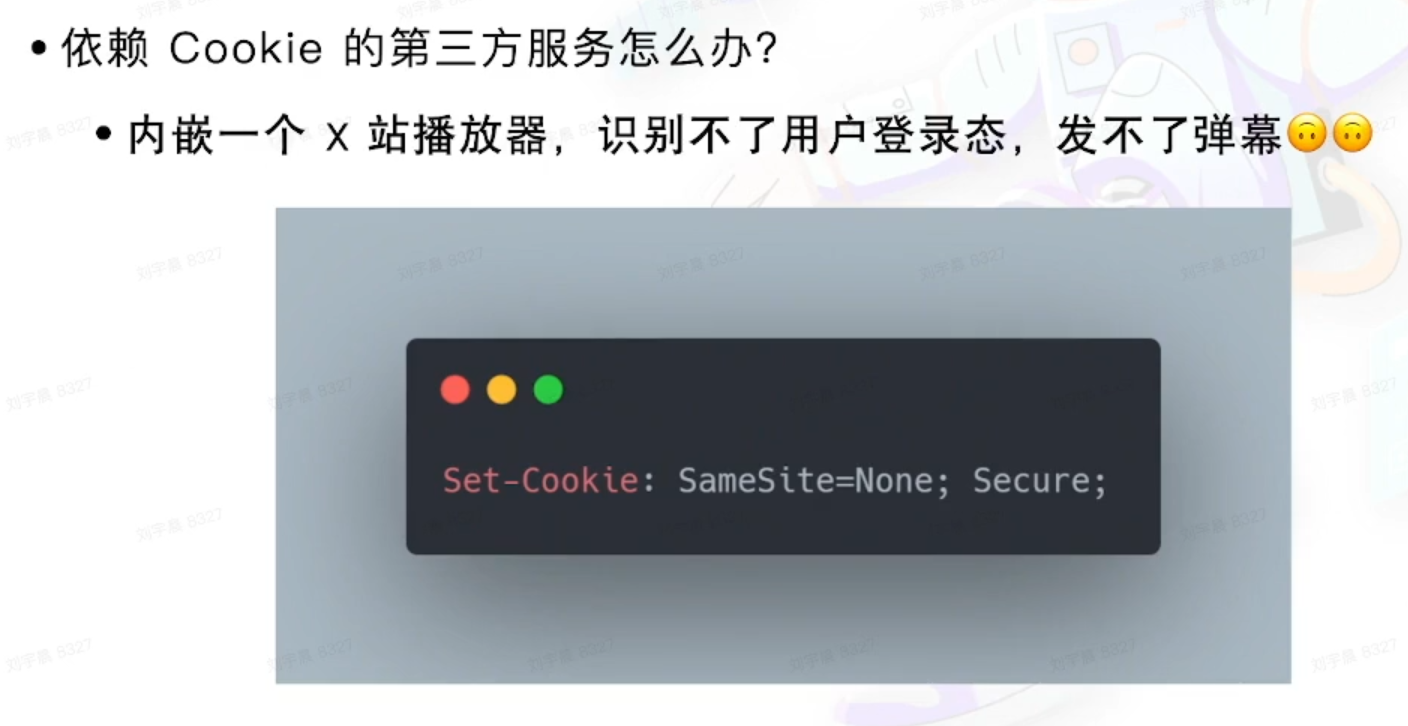 • 依赖 Cookie 的第三方服务怎么办?
• 内嵌一个 X 站播放器，识别不了用户登录态，发不了弹幕🙃🙃
Set-Cookie: SameSite=None; Secure;
刘宇晨 8327